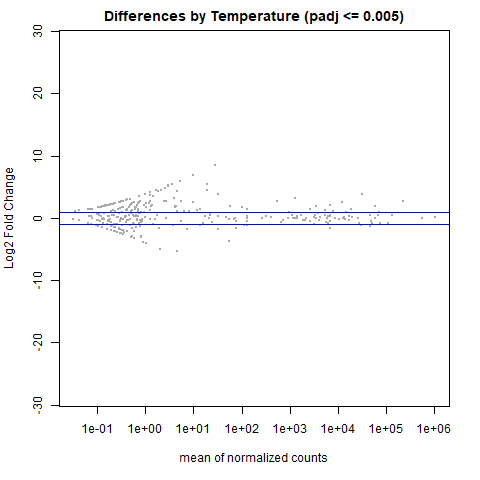 Differences by Temperature (padj <= 0.005)
30
20
10
0
-10
-20
-30
Log2 Fold Change
1e-01 1e+00 1e+01 1e+02 1e+03 1e+04 1e+05 1e+06
mean of normalized counts